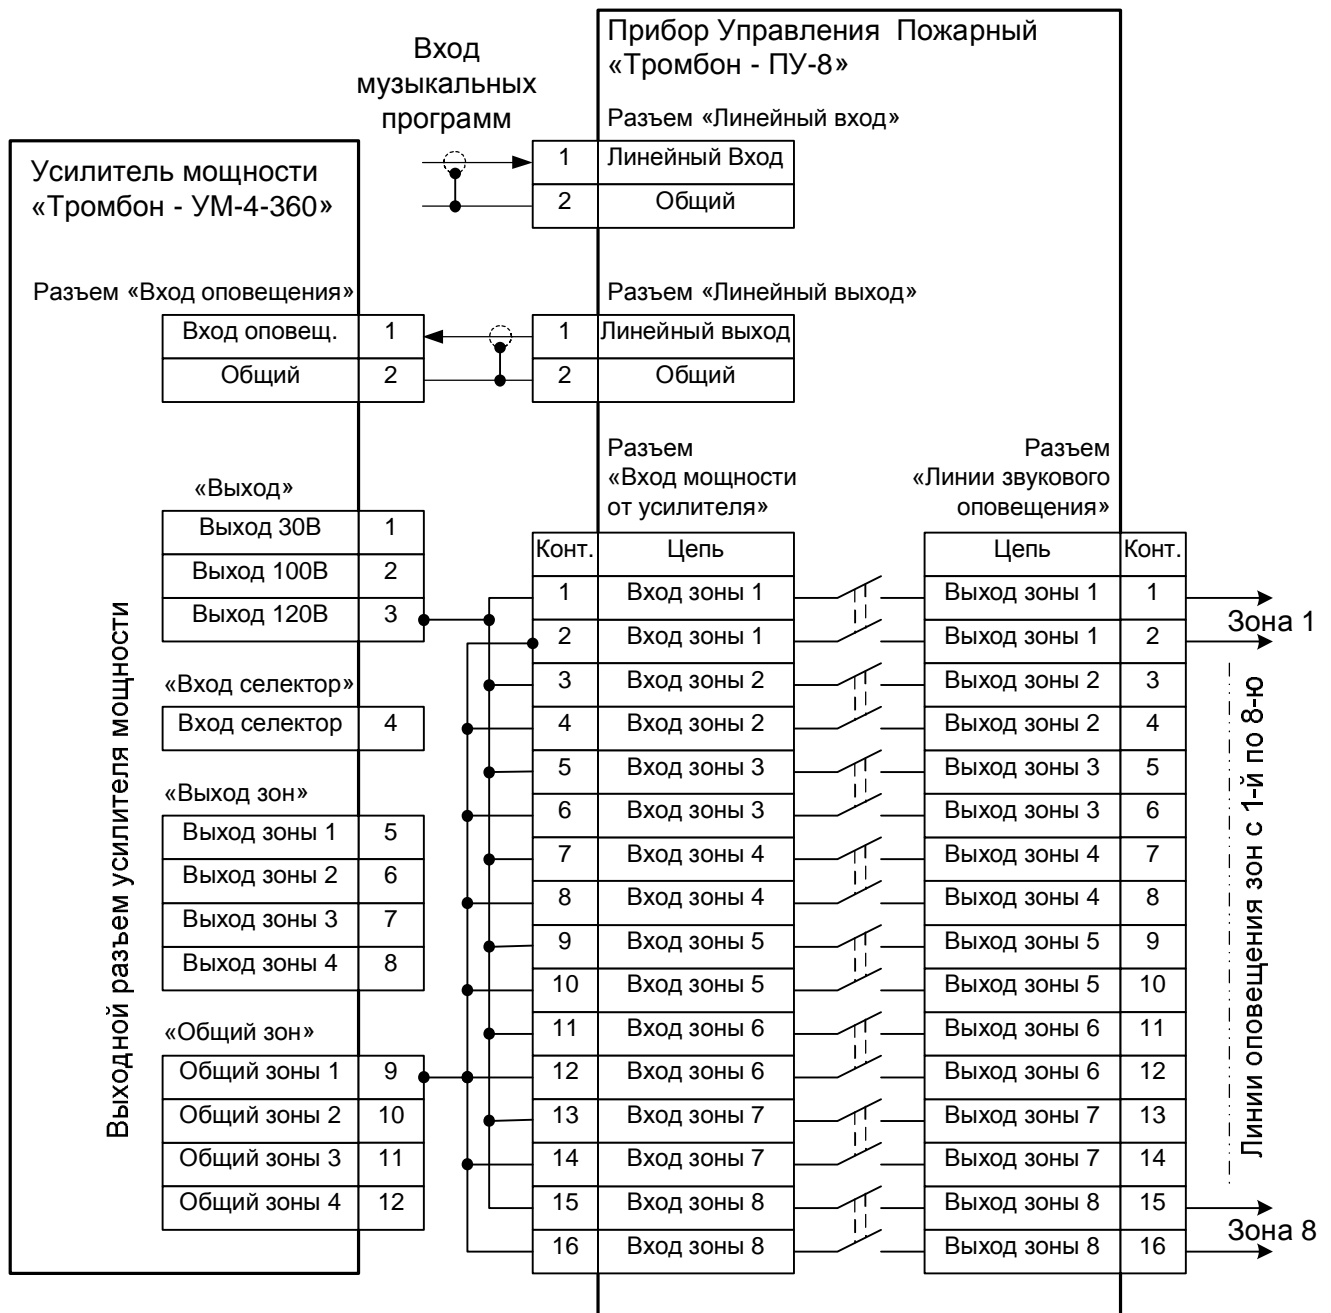 Прибор Управления Пожарный
«Тромбон - ПУ-8»
Вход
музыкальных
программ
Разъем «Линейный вход»
1 Линейный Вход
2 Общий
Усилитель мощности
«Тромбон - УМ-4-360»
Разъем «Вход оповещения»
Вход оповещ. 1
Общий 2
Разъем «Линейный выход»
1 Линейный выход
2 Общий
Выходной разъем усилителя мощности
«Выход»
Выход 30В 1
Выход 100В 2
Выход 120В 3
«Вход селектор»
Вход селектор 4
«Выход зон»
Выход зоны 1 5
Выход зоны 2 6
Выход зоны 3 7
Выход зоны 4 8
«Общий зон»
Общий зоны 1 9
Общий зоны 2 10
Общий зоны 3 11
Общий зоны 4 12
Разъем
«Вход мощности
от усилителя»
Конт. Цепь
1 Вход зоны 1
2 Вход зоны 1
3 Вход зоны 2
4 Вход зоны 2
5 Вход зоны 3
6 Вход зоны 3
7 Вход зоны 4
8 Вход зоны 4
9 Вход зоны 5
10 Вход зоны 5
11 Вход зоны 6
12 Вход зоны 6
13 Вход зоны 7
14 Вход зоны 7
15 Вход зоны 8
16 Вход зоны 8
Разъем
«Линии звукового
оповещения»
Цепь Конт.
Выход зоны 1 1
Выход зоны 1 2
Выход зоны 2 3
Выход зоны 2 4
Выход зоны 3 5
Выход зоны 3 6
Выход зоны 4 7
Выход зоны 4 8
Выход зоны 5 9
Выход зоны 5 10
Выход зоны 6 11
Выход зоны 6 12
Выход зоны 7 13
Выход зоны 7 14
Выход зоны 8 15
Выход зоны 8 16
Зона 1
Линии оповещения зон с 1-й по 8-ю
Зона 8